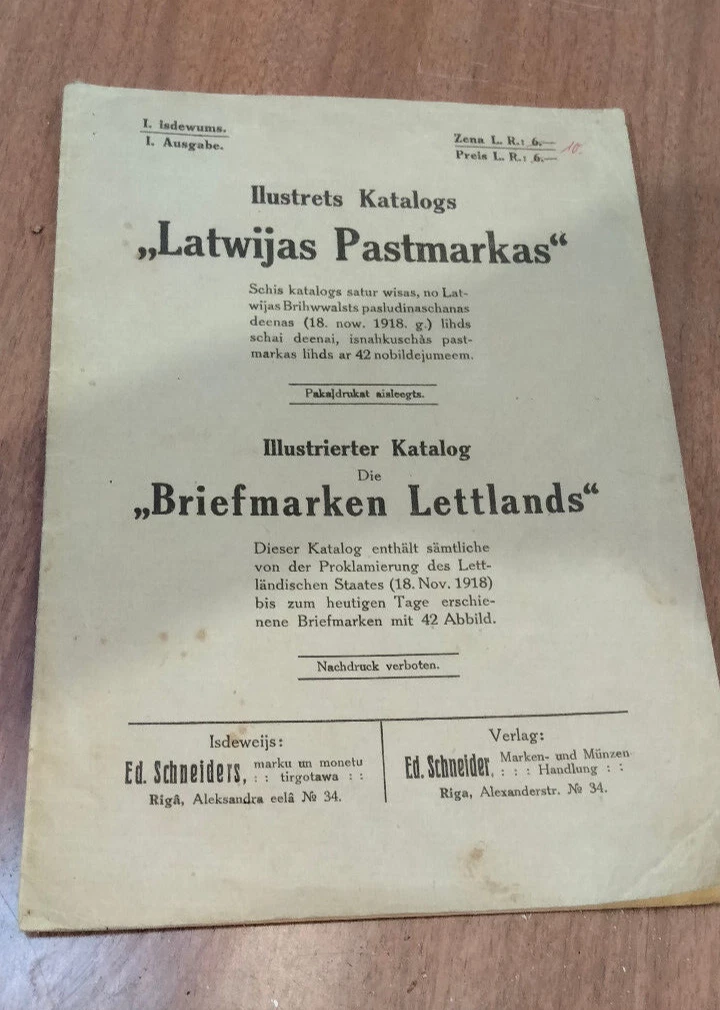 I. isdewums.
I. Ausgabe.
Zena L. R.: 6.—
Preis L. R.: 6.—
10.
Ilustrets Katalogs
„Latwijas Pastmarkas“
Schis katalogs satur wisas, no Lat-
wijas Brihwwalsts pasludinaschanas
deenas (18. now. 1918. g.) lihds
schai deenai, isnahkuschàs past-
markas lihds ar 42 nobildejumeem.
Pakaļdrukat aisleegts.
Illustrierter Katalog
Die
„Briefmarken Lettlands“
Dieser Katalog enthält sämtliche
von der Proklamierung des Lett-
ländischen Staates (18. Nov. 1918)
bis zum heutigen Tage erschie-
nene Briefmarken mit 42 Abbild.
Nachdruck verboten.
Isdeweijs:
Ed. Schneiders, marku un monetu
: : tirgotawa : :
Rigâ, Aleksandra eelâ № 34.
Verlag:
Ed. Schneider, Marken- und Münzen
: : : Handlung : :
Riga, Alexanderstr. № 34.